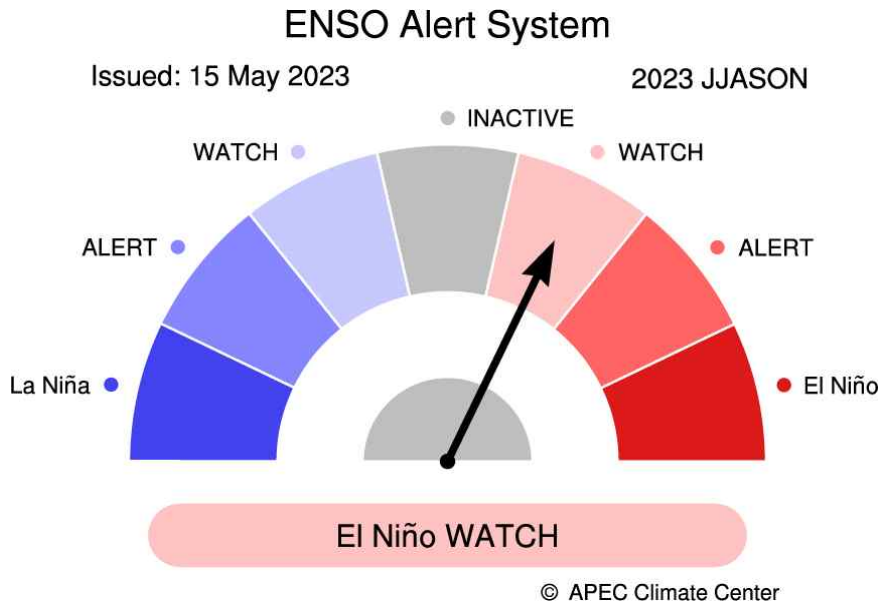 ENSO Alert System
Issued: 15 May 2023
2023 JJASON
INACTIVE
WATCH
WATCH
ALERT
ALERT
La Niña
El Niño
El Niño WATCH
© APEC Climate Center